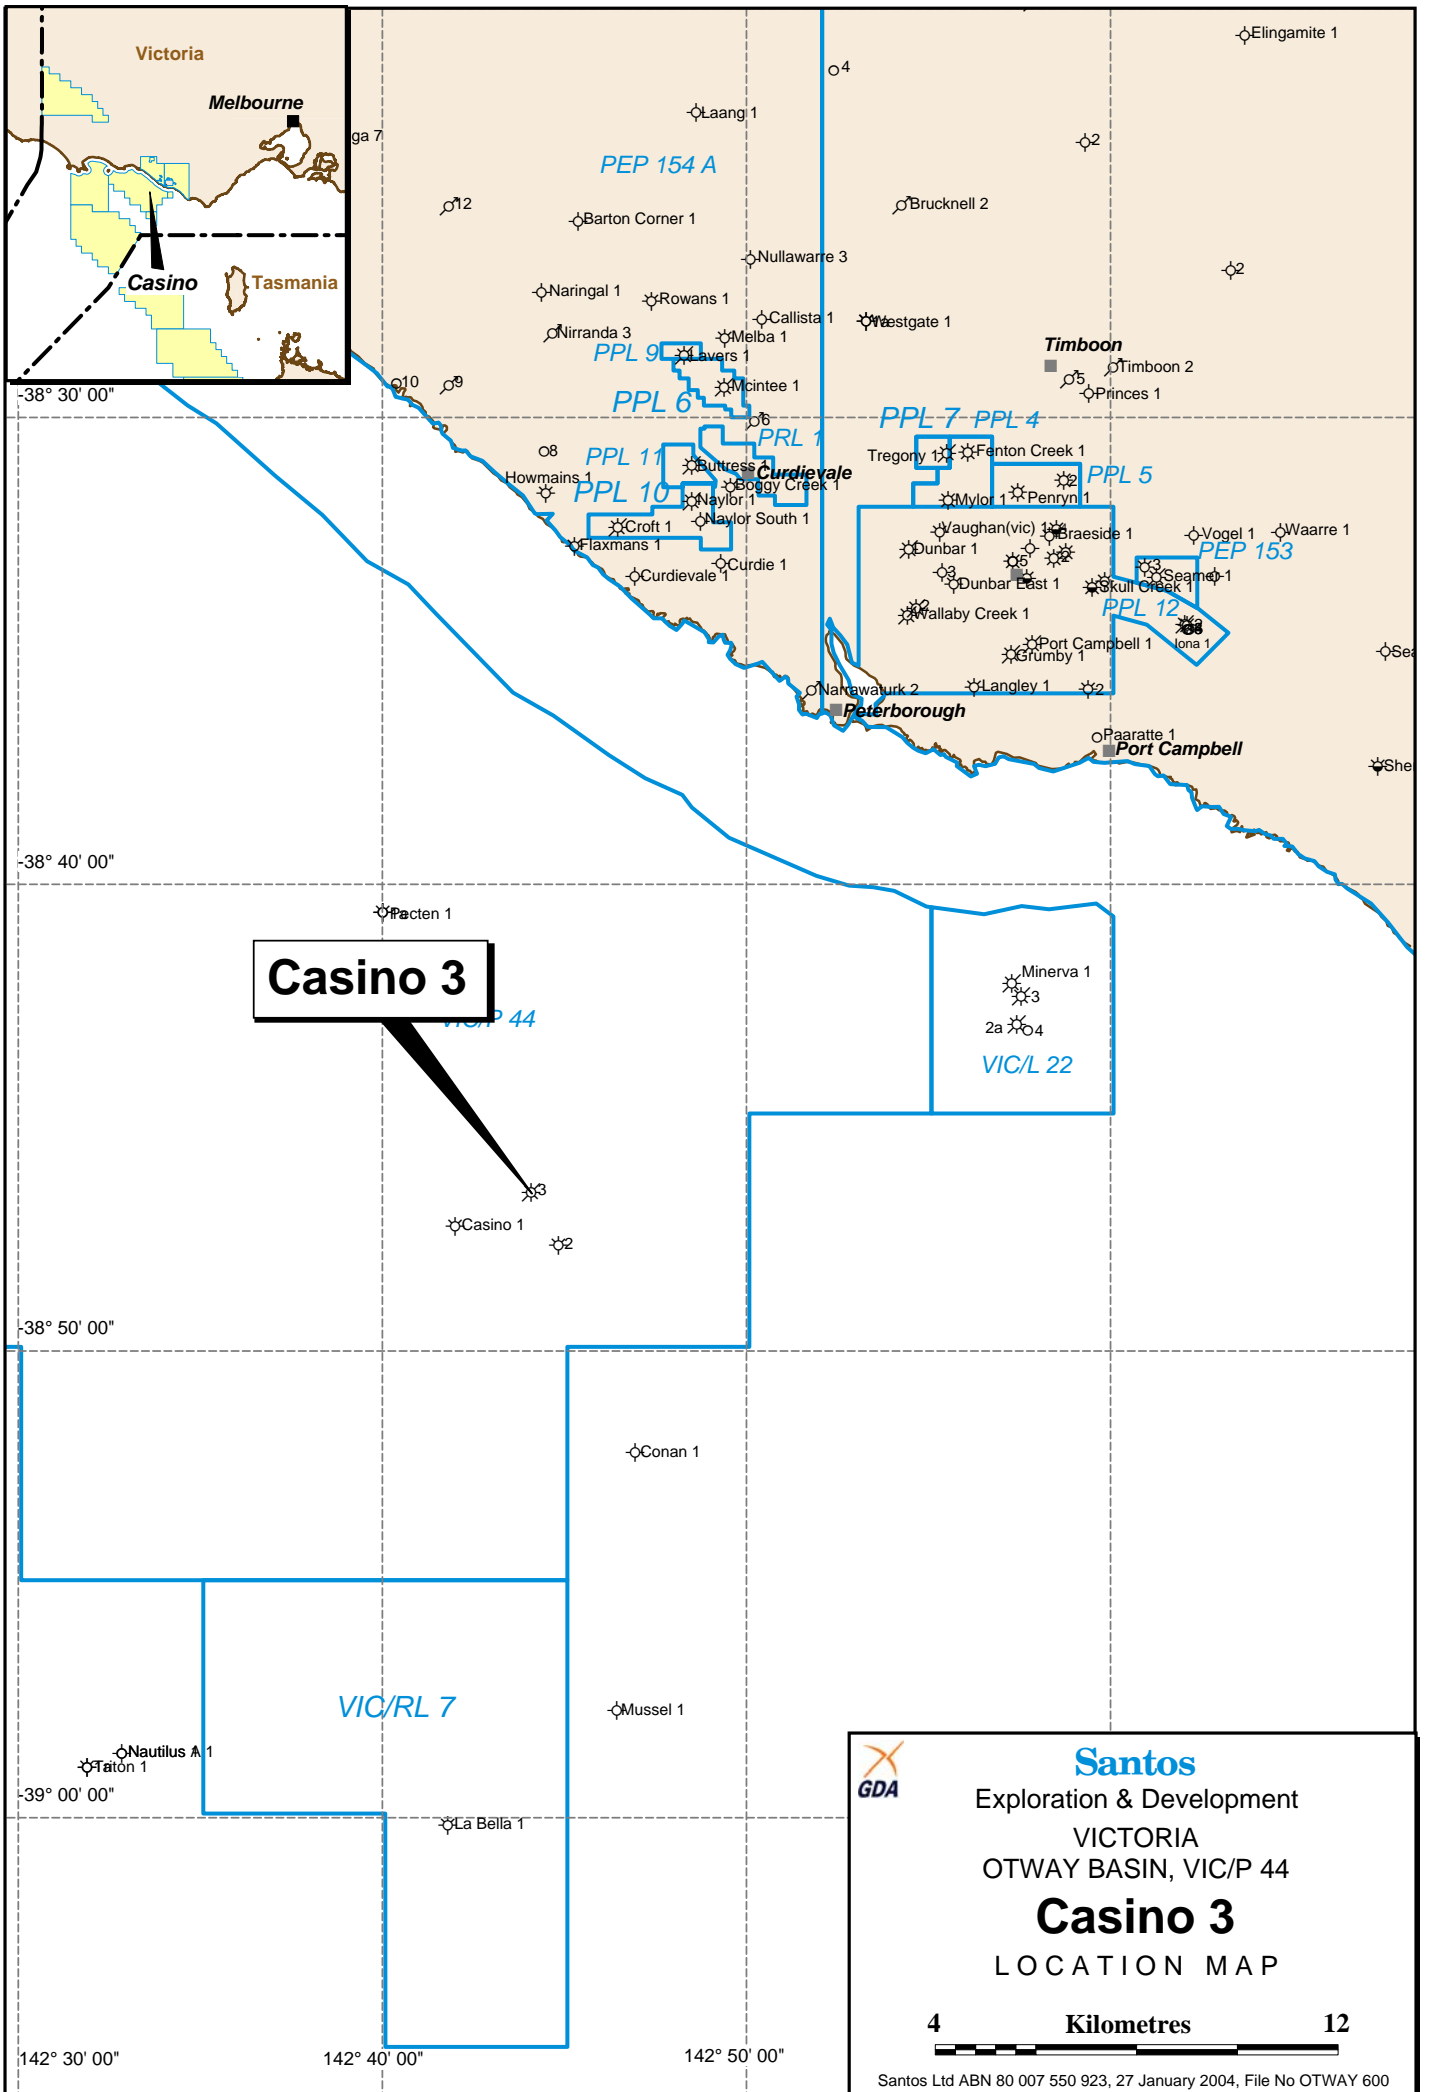 Victoria
Melbourne
Casino
Tasmania
Elingamite 1
4
Laang 1
ga 7
2
PEP 154 A
12
Brucknell 2
Barton Corner 1
Nullawarre 3
2
Naringal 1
Rowans 1
Callista 1
Westgate 1
Nirranda 3
Melba 1
Timboon
PPL 9
Lavers 1
Timboon 2
10
9
Mcintee 1
5
Princes 1
-38° 30' 00"
PPL 6
6
PPL 7
PPL 4
PRL 1
8
PPL 11
Buttress 1
Curdievale
Tregony 1
Fenton Creek 1
PPL 5
Howmains 1
PPL 10
Boggy Creek 1
2
Naylor 1
Mylor 1
Penryn 1
Croft 1
Naylor South 1
Vaughan(vic) 1
Braeside 1
Vogel 1
Waarre 1
Flaxmans 1
Dunbar 1
PEP 153
Curdie 1
5
2
3
Curdievale 1
3
Dunbar East 1
Skull Creek 1
Seamer 1
2
Wallaby Creek 1
PPL 12
Port Campbell 1
Iona 1
Grumby 1
Sea
Narrawaturk 2
Langley 1
2
Peterborough
Paaratte 1
Port Campbell
She
-38° 40' 00"
Pecten 1
Casino 3
VIC/P 44
Minerva 1
3
2a
4
VIC/L 22
3
Casino 1
2
-38° 50' 00"
Conan 1
VIC/RL 7
Mussel 1
Nautilus A 1
Triton 1
-39° 00' 00"
La Bella 1
GDA
Santos
Exploration & Development
VICTORIA
OTWAY BASIN, VIC/P 44
Casino 3
LOCATION MAP
4 Kilometres 12
142° 30' 00"
142° 40' 00"
142° 50' 00"
Santos Ltd ABN 80 007 550 923, 27 January 2004, File No OTWAY 600